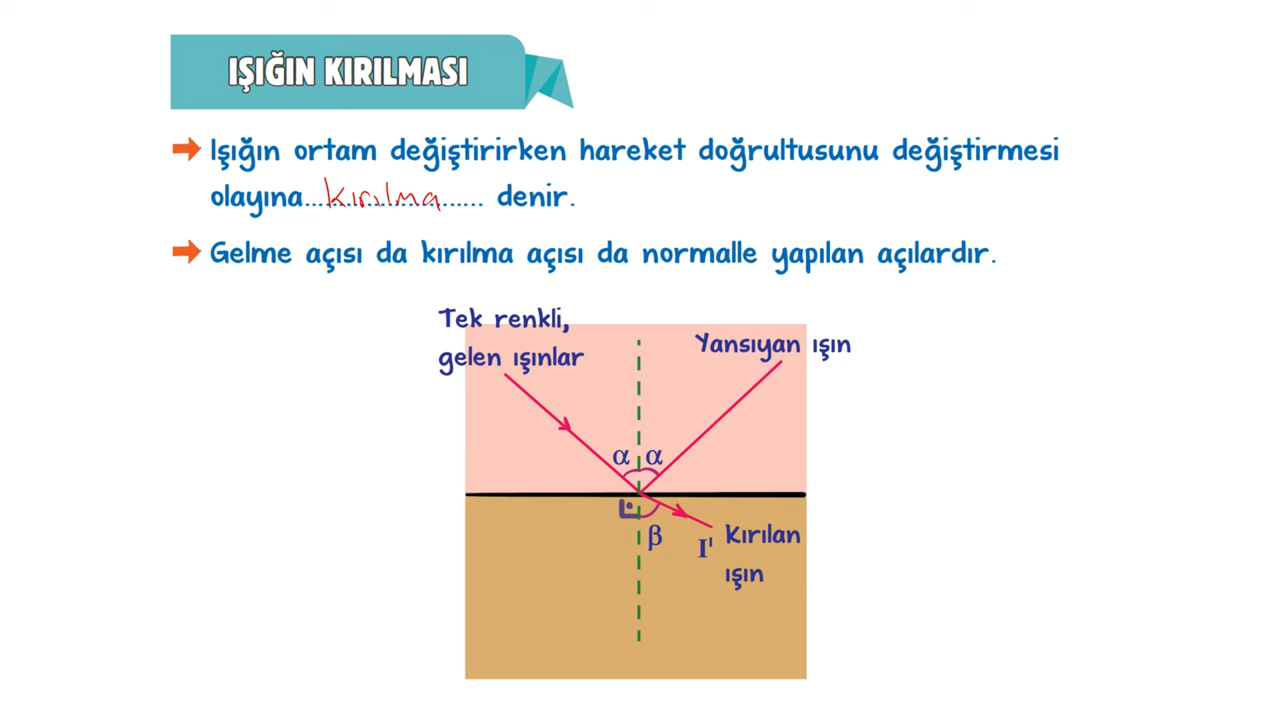 IŞIĞIN KIRILMASI
Işığın ortam değiştirirken hareket doğrultusunu değiştirmesi
olayına...kırılma...... denir.
Gelme açısı da kırılma açısı da normalle yapılan açılardır.
Tek renkli,
gelen ışınlar
Yansıyan ışın
α α
β
I' Kırılan
ışın